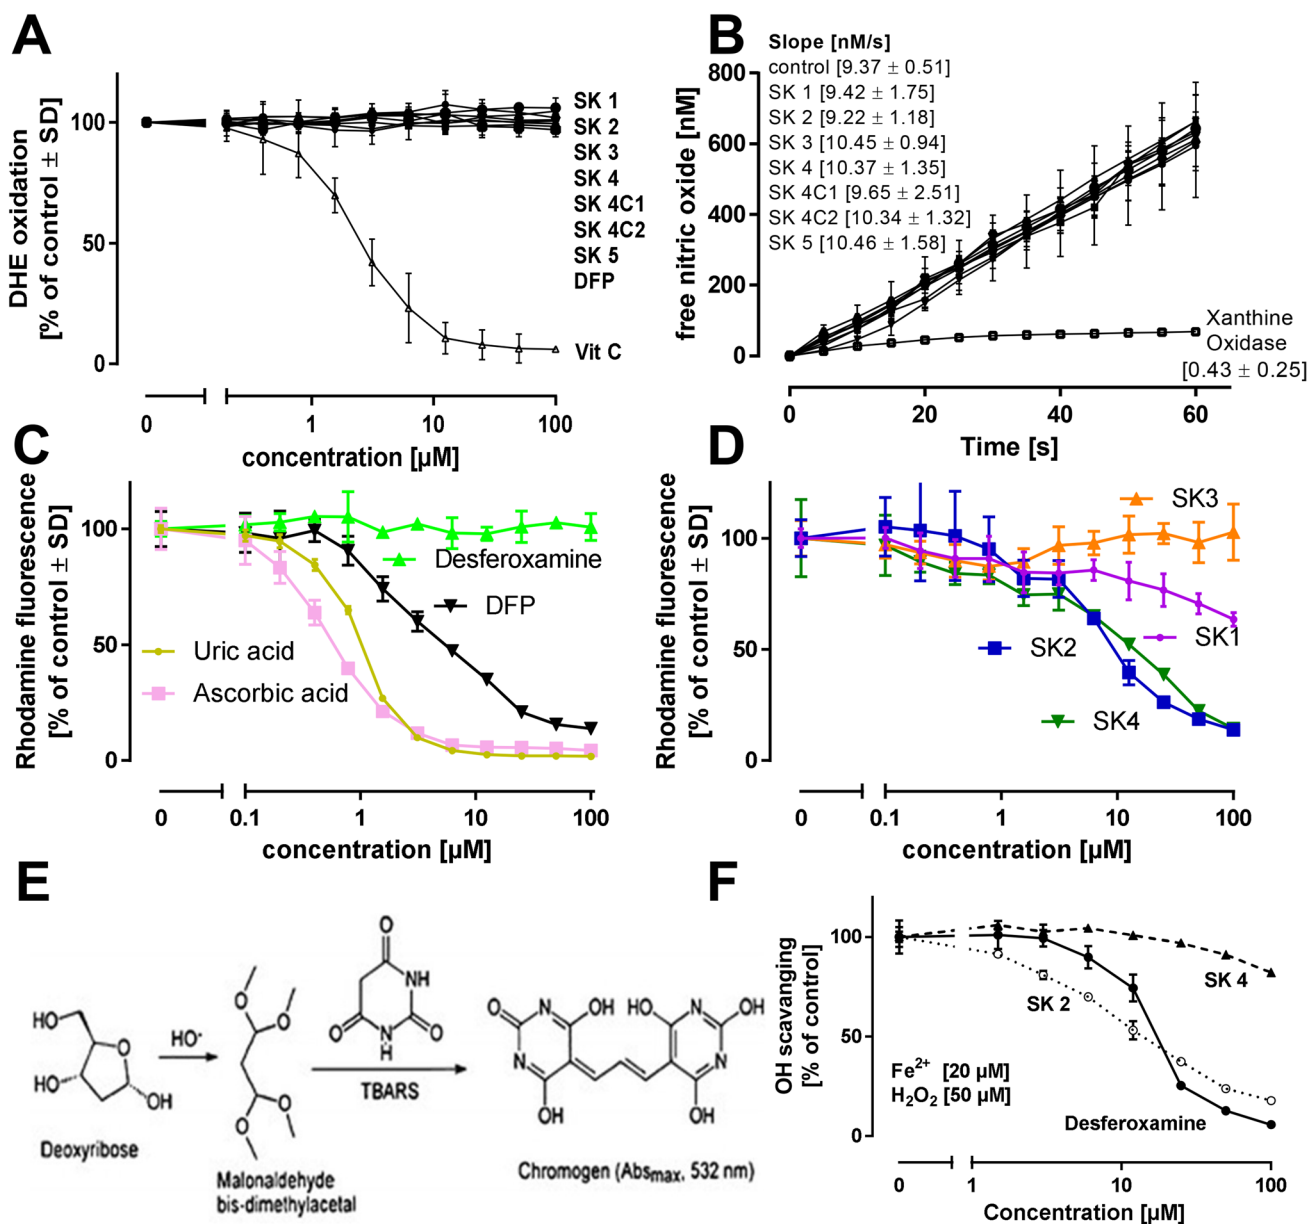 A
DHE oxidation
[% of control ± SD]
100
50
0
SK 1
SK 2
SK 3
SK 4
SK 4C1
SK 4C2
SK 5
DFP
Vit C
0
1
10
100
concentration [µM]
B
Slope [nM/s]
control [9.37 ± 0.51]
SK 1 [9.42 ± 1.75]
SK 2 [9.22 ± 1.18]
SK 3 [10.45 ± 0.94]
SK 4 [10.37 ± 1.35]
SK 4C1 [9.65 ± 2.51]
SK 4C2 [10.34 ± 1.32]
SK 5 [10.46 ± 1.58]
free nitric oxide [nM]
800
600
400
200
0
Xanthine
Oxidase
[0.43 ± 0.25]
0
20
40
60
Time [s]
C
Rhodamine fluorescence
[% of control ± SD]
100
50
0
Desferoxamine
DFP
Uric acid
Ascorbic acid
0
0.1
1
10
100
concentration [µM]
D
Rhodamine fluorescence
[% of control ± SD]
100
50
0
SK3
SK1
SK2
SK4
0
0.1
1
10
100
concentration [µM]
E
HO
O
HO
OH
Deoxyribose
HO·
O
O
O
O
Malonaldehyde
bis-dimethylacetal
O
NH
O
N
H
O
TBARS
O
N
OH
N
OH
HO
N
OH
N
OH
Chromogen (Absmax, 532 nm)
F
OH scavanging
[% of control]
100
50
0
SK 4
SK 2
Fe2+ [20 µM]
H2O2 [50 µM]
Desferoxamine
0
1
10
100
Concentration [µM]